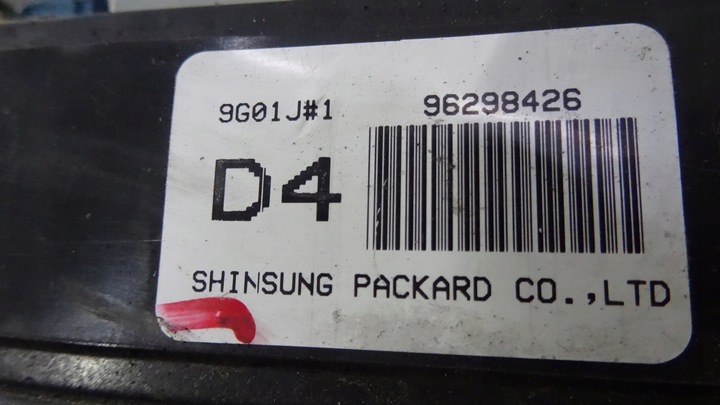 9G01J#1 96298426
D4
SHINSUNG PACKARD CO.,LTD